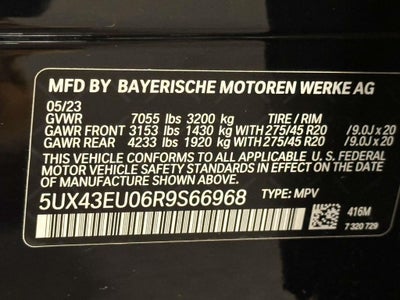 MFD BY BAYERISCHE MOTOREN WERKE AG
05/23
GVWR 7055 lbs 3200 kg TIRE / RIM
GAWR FRONT 3153 lbs 1430 kg WITH 275/45 R20 /9.0J x 20
GAWR REAR 4233 lbs 1920 kg WITH 275/45 R20 /9.0J x 20
THIS VEHICLE CONFORMS TO ALL APPLICABLE U.S. FEDERAL
MOTOR VEHICLE SAFETY
STANDARDS IN EFFECT ON THE DATE OF MANUFACTURE SHOWN ABOVE.
5UX43EU06R9S66968 TYPE: MPV
416M
7 320 729